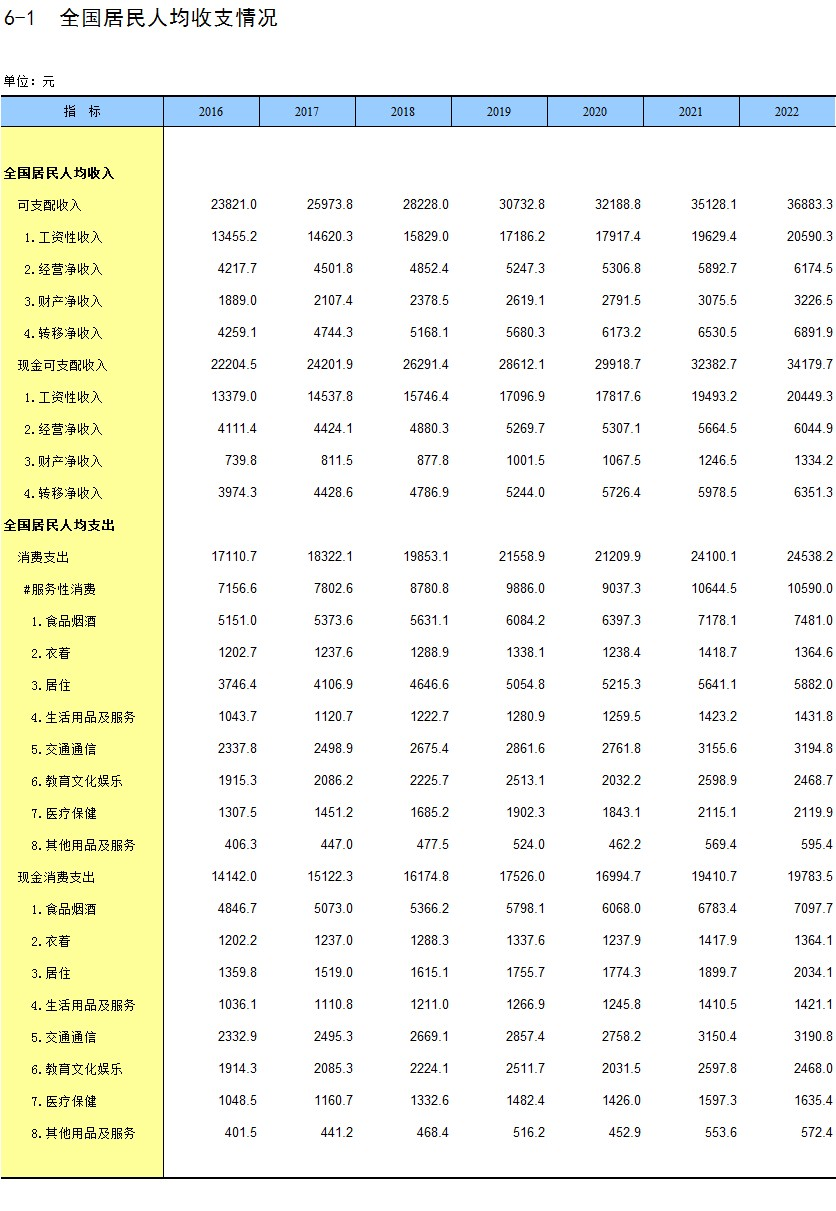 6-1 全国居民人均收支情况
单位：元
指 标 2016 2017 2018 2019 2020 2021 2022
全国居民人均收入
可支配收入 23821.0 25973.8 28228.0 30732.8 32188.8 35128.1 36883.3
1.工资性收入 13455.2 14620.3 15829.0 17186.2 17917.4 19629.4 20590.3
2.经营净收入 4217.7 4501.8 4852.4 5247.3 5306.8 5892.7 6174.5
3.财产净收入 1889.0 2107.4 2378.5 2619.1 2791.5 3075.5 3226.5
4.转移净收入 4259.1 4744.3 5168.1 5680.3 6173.2 6530.5 6891.9
现金可支配收入 22204.5 24201.9 26291.4 28612.1 29918.7 32382.7 34179.7
1.工资性收入 13379.0 14537.8 15746.4 17096.9 17817.6 19493.2 20449.3
2.经营净收入 4111.4 4424.1 4880.3 5269.7 5307.1 5664.5 6044.9
3.财产净收入 739.8 811.5 877.8 1001.5 1067.5 1246.5 1334.2
4.转移净收入 3974.3 4428.6 4786.9 5244.0 5726.4 5978.5 6351.3
全国居民人均支出
消费支出 17110.7 18322.1 19853.1 21558.9 21209.9 24100.1 24538.2
#服务性消费 7156.6 7802.6 8780.8 9886.0 9037.3 10644.5 10590.0
1.食品烟酒 5151.0 5373.6 5631.1 6084.2 6397.3 7178.1 7481.0
2.衣着 1202.7 1237.6 1288.9 1338.1 1238.4 1418.7 1364.6
3.居住 3746.4 4106.9 4646.6 5054.8 5215.3 5641.1 5882.0
4.生活用品及服务 1043.7 1120.7 1222.7 1280.9 1259.5 1423.2 1431.8
5.交通通信 2337.8 2498.9 2675.4 2861.6 2761.8 3155.6 3194.8
6.教育文化娱乐 1915.3 2086.2 2225.7 2513.1 2032.2 2598.9 2468.7
7.医疗保健 1307.5 1451.2 1685.2 1902.3 1843.1 2115.1 2119.9
8.其他用品及服务 406.3 447.0 477.5 524.0 462.2 569.4 595.4
现金消费支出 14142.0 15122.3 16174.8 17526.0 16994.7 19410.7 19783.5
1.食品烟酒 4846.7 5073.0 5366.2 5798.1 6068.0 6783.4 7097.7
2.衣着 1202.2 1237.0 1288.3 1337.6 1237.9 1417.9 1364.1
3.居住 1359.8 1519.0 1615.1 1755.7 1774.3 1899.7 2034.1
4.生活用品及服务 1036.1 1110.8 1211.0 1266.9 1245.8 1410.5 1421.1
5.交通通信 2332.9 2495.3 2669.1 2857.4 2758.2 3150.4 3190.8
6.教育文化娱乐 1914.3 2085.3 2224.1 2511.7 2031.5 2597.8 2468.0
7.医疗保健 1048.5 1160.7 1332.6 1482.4 1426.0 1597.3 1635.4
8.其他用品及服务 401.5 441.2 468.4 516.2 452.9 553.6 572.4